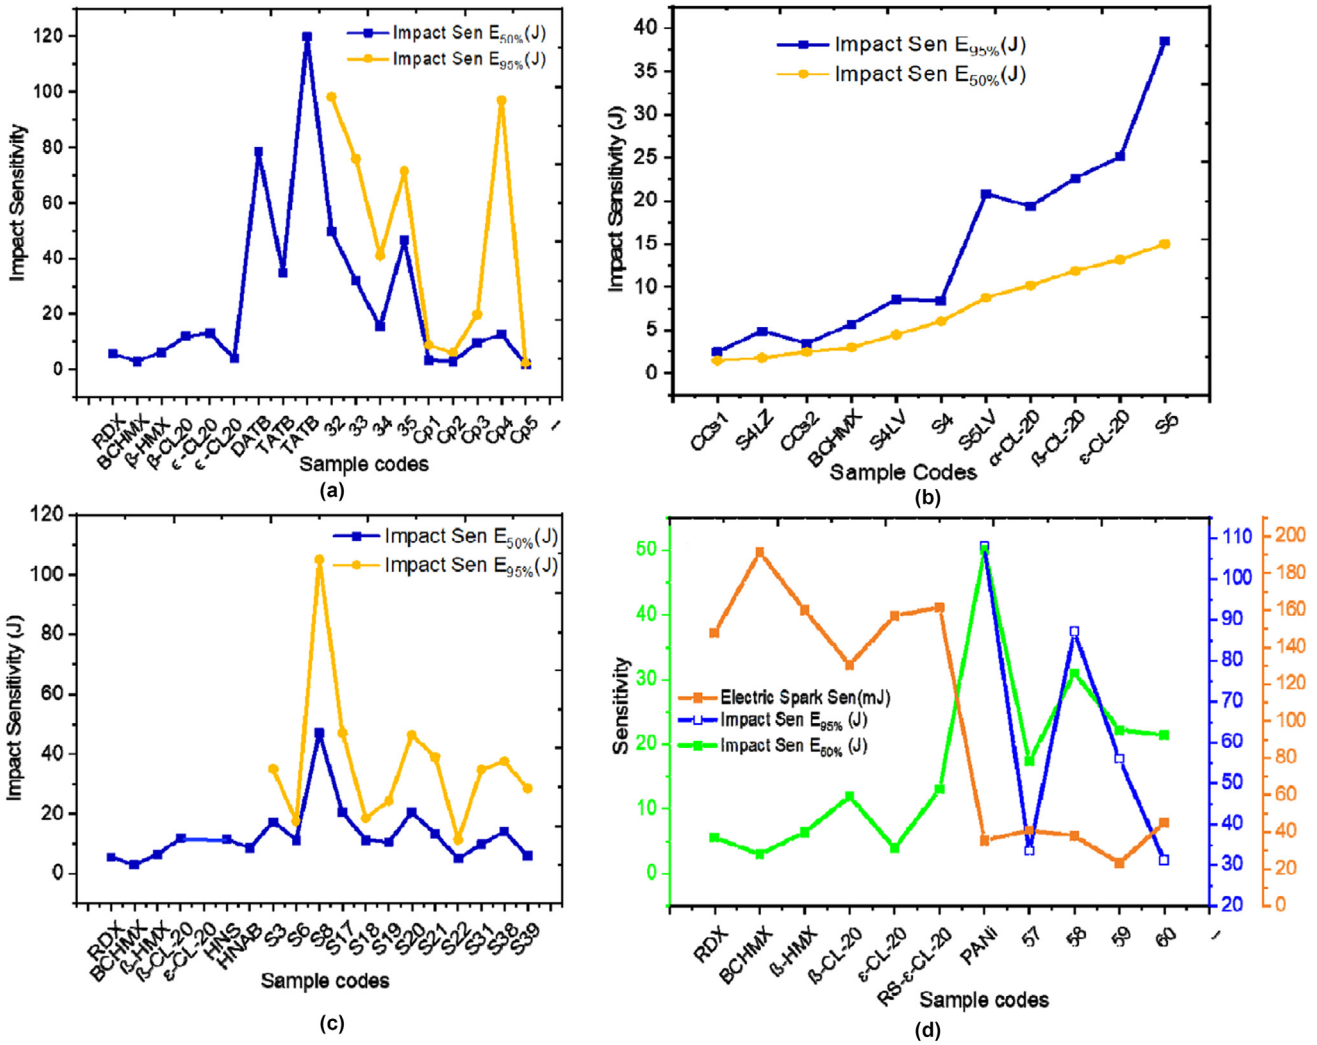 Impact Sen E50%(J)
Impact Sen E95%(J)
120
100
80
60
40
20
0
Impact Sensitivity
RDX
BCHMX
ß-HMX
β-CL20
ϵ-CL20
ϵ-CL20
DATB
TATB
TATB
32
33
34
35
Cp1
Cp2
Cp3
Cp4
Cp5
--
Sample codes
(a)
Impact Sen E95%(J)
Impact Sen E50%(J)
40
35
30
25
20
15
10
5
0
Impact Sensitivity (J)
CCs1
S4LZ
CCs2
BCHMX
S4LV
S4
S5LV
α-CL-20
ß-CL-20
ε-CL-20
S5
Sample Codes
(b)
Impact Sen E50%(J)
Impact Sen E95%(J)
120
100
80
60
40
20
0
Impact Sensitivity (J)
RDX
BCHMX
ß-HMX
ß-CL-20
ε-CL-20
HNS
HNAB
S3
S6
S8
S17
S18
S19
S20
S21
S22
S31
S38
S39
Sample codes
(c)
Electric Spark Sen(mJ)
Impact Sen E95% (J)
Impact Sen E50% (J)
50
40
30
20
10
0
Sensitivity
110
100
90
80
70
60
50
40
30
20
200
180
160
140
120
100
80
60
40
20
0
RDX
BCHMX
ß-HMX
ß-CL-20
ε-CL-20
RS-ε-CL-20
PANi
57
58
59
60
--
Sample codes
(d)